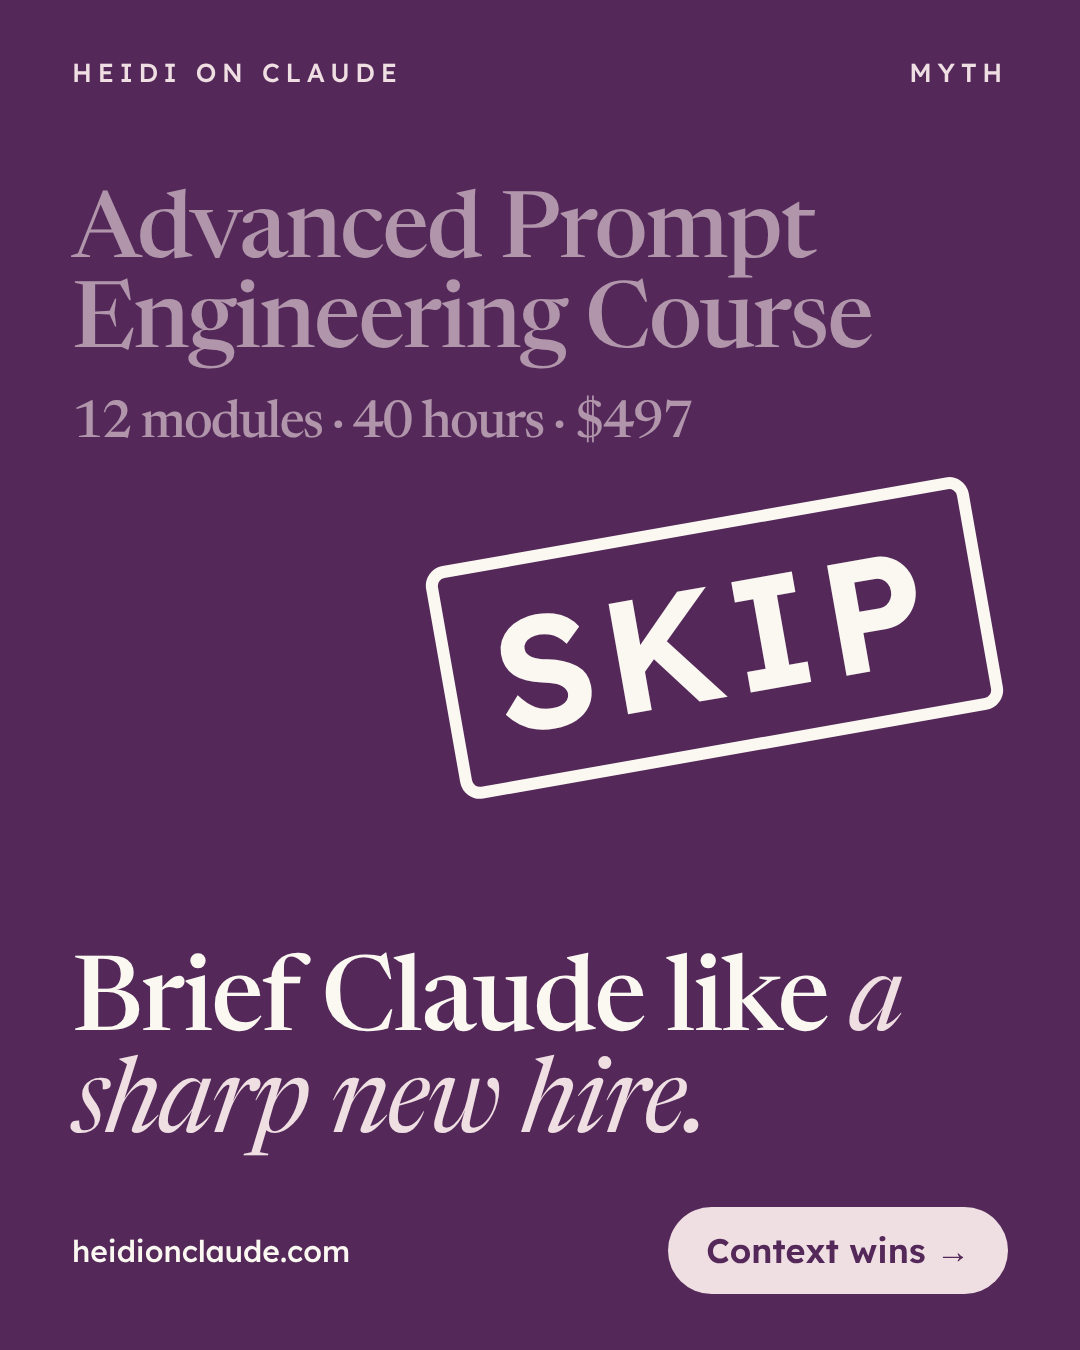 HEIDI ON CLAUDE
MYTH
Advanced Prompt
Engineering Course
12 modules · 40 hours · $497
SKIP
Brief Claude like a
sharp new hire.
heidionclaude.com
Context wins →